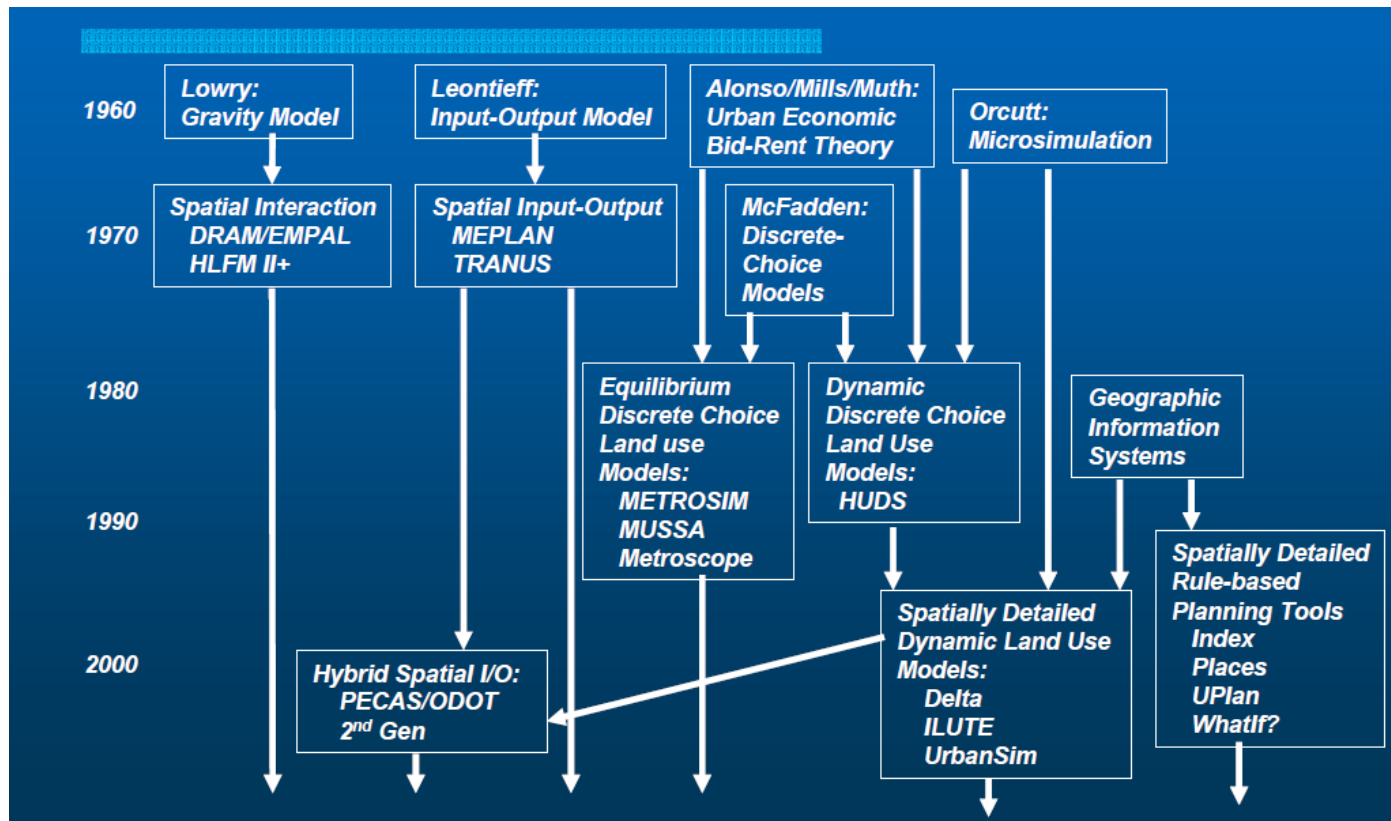 1960
Lowry:
Gravity Model
Leontieff:
Input-Output Model
Alonso/Mills/Muth:
Urban Economic
Bid-Rent Theory
Orcutt:
Microsimulation
1970
Spatial Interaction
DRAM/EMPAL
HLFM II+
Spatial Input-Output
MEPLAN
TRANUS
McFadden:
Discrete-
Choice
Models
1980
Equilibrium
Discrete Choice
Land use
Models:
METROSIM
MUSSA
Metroscope
Dynamic
Discrete Choice
Land Use
Models:
HUDS
Geographic
Information
Systems
1990
Spatially Detailed
Rule-based
Planning Tools
Index
Places
UPlan
WhatIf?
2000
Hybrid Spatial I/O:
PECAS/ODOT
2nd Gen
Spatially Detailed
Dynamic Land Use
Models:
Delta
ILUTE
UrbanSim